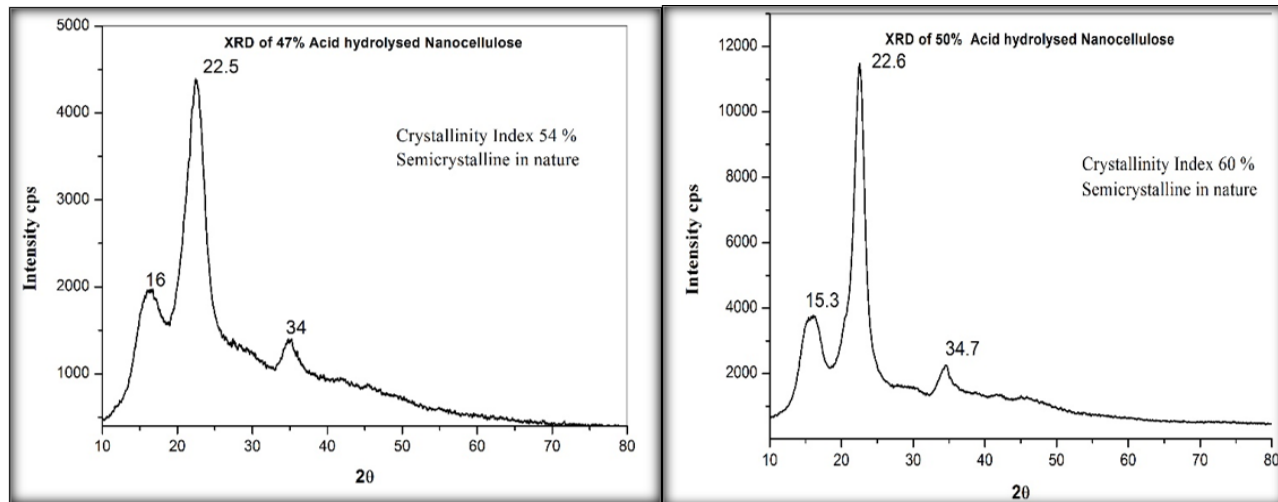 XRD of 47% Acid hydrolysed Nanocellulose
22.5
Crystallinity Index 54 %
Semicrystalline in nature
16
34
Intensity cps
5000
4000
3000
2000
1000
10 20 30 40 50 60 70 80
2θ
XRD of 50% Acid hydrolysed Nanocellulose
22.6
Crystallinity Index 60 %
Semicrystalline in nature
15.3
34.7
Intensity cps
12000
10000
8000
6000
4000
2000
10 20 30 40 50 60 70 80
2θ